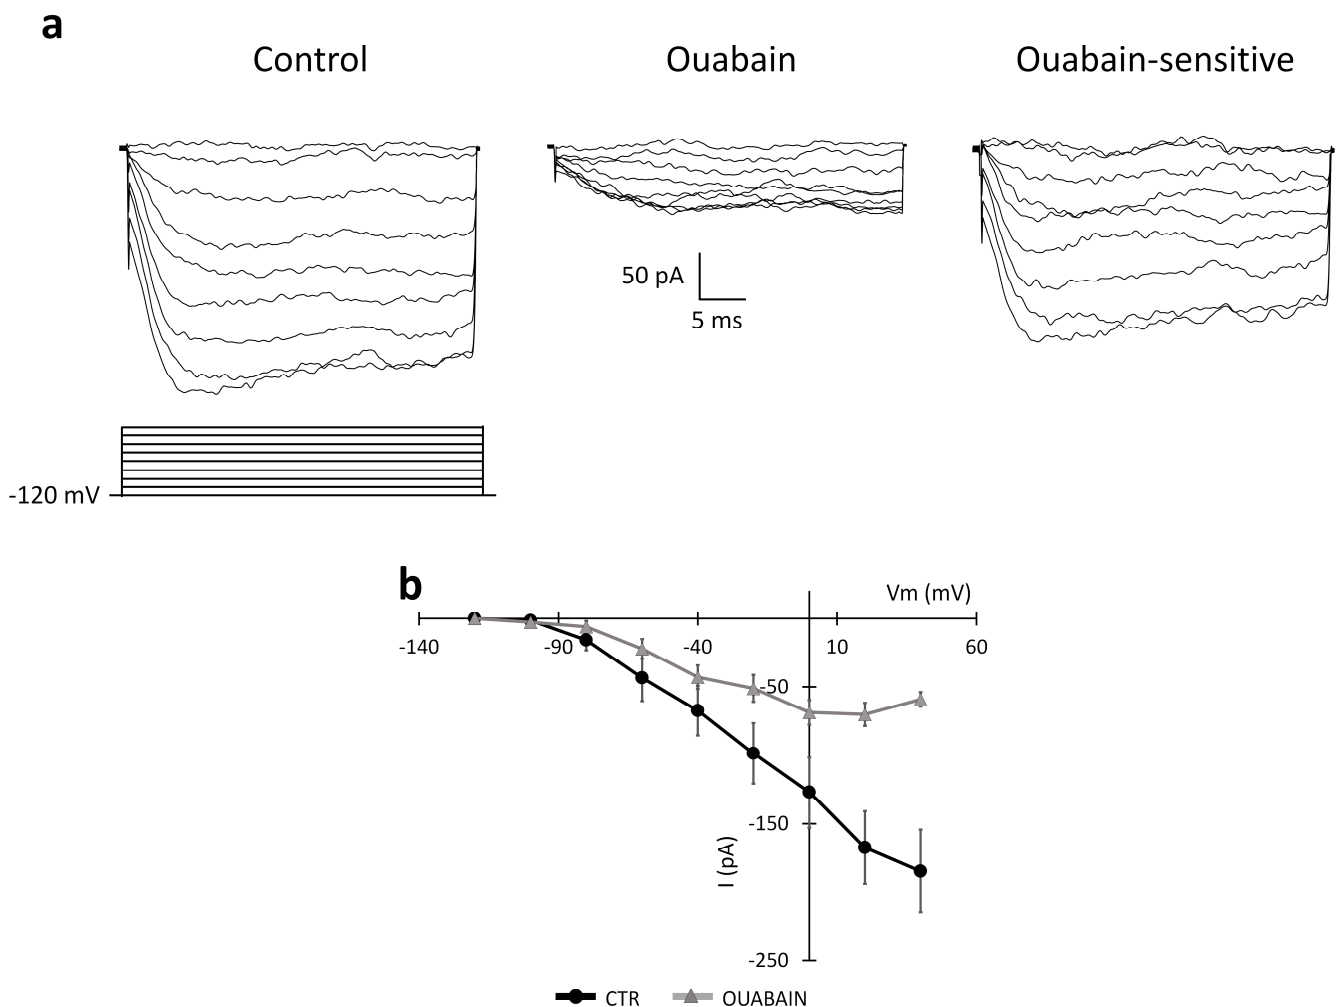 a
Control
Ouabain
Ouabain-sensitive
50 pA
5 ms
-120 mV
b
Vm (mV)
-140
-90
-40
10
60
-50
-150
I (pA)
-250
CTR
OUABAIN